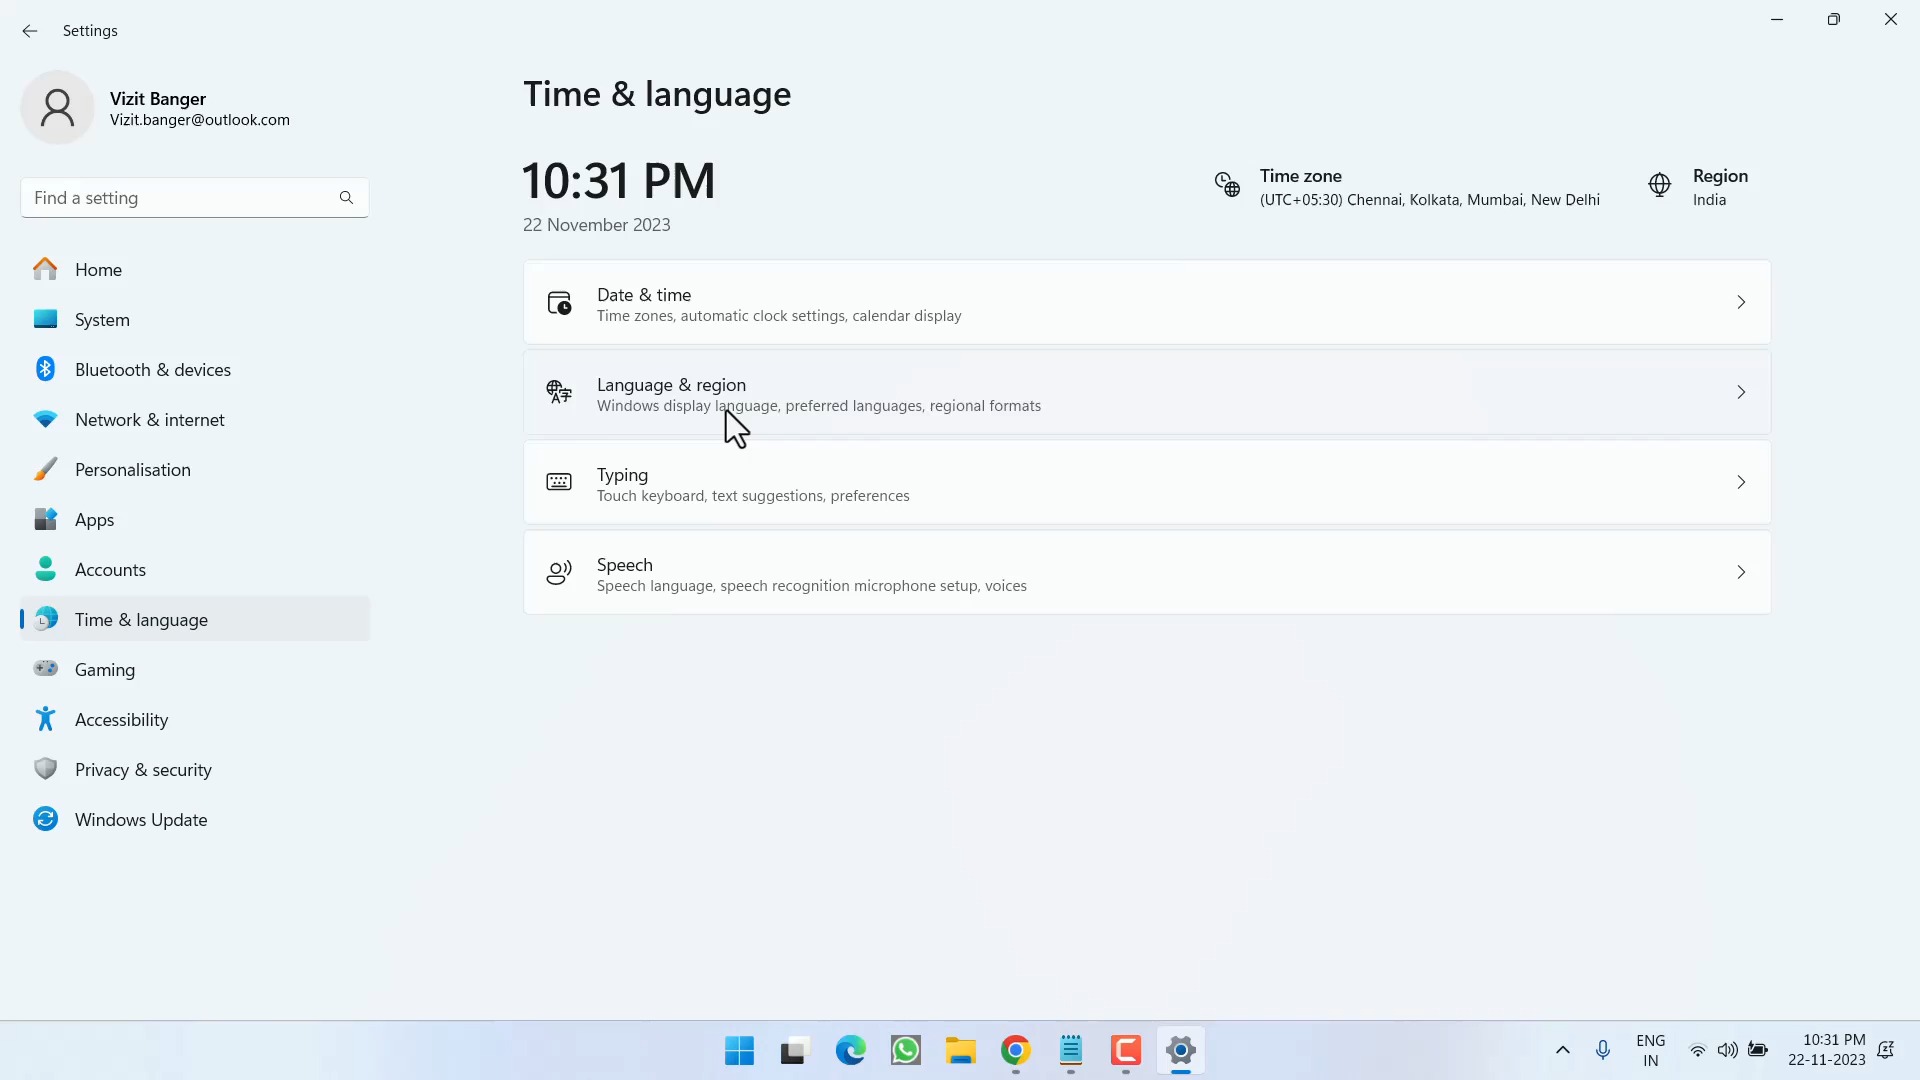 Settings
Vizit Banger
Vizit.banger@outlook.com
Find a setting
Home
System
Bluetooth & devices
Network & internet
Personalisation
Apps
Accounts
Time & language
Gaming
Accessibility
Privacy & security
Windows Update
Time & language
10:31 PM
22 November 2023
Time zone
(UTC+05:30) Chennai, Kolkata, Mumbai, New Delhi
Region
India
Date & time
Time zones, automatic clock settings, calendar display
Language & region
Windows display language, preferred languages, regional formats
Typing
Touch keyboard, text suggestions, preferences
Speech
Speech language, speech recognition microphone setup, voices
ENG
IN
10:31 PM
22-11-2023